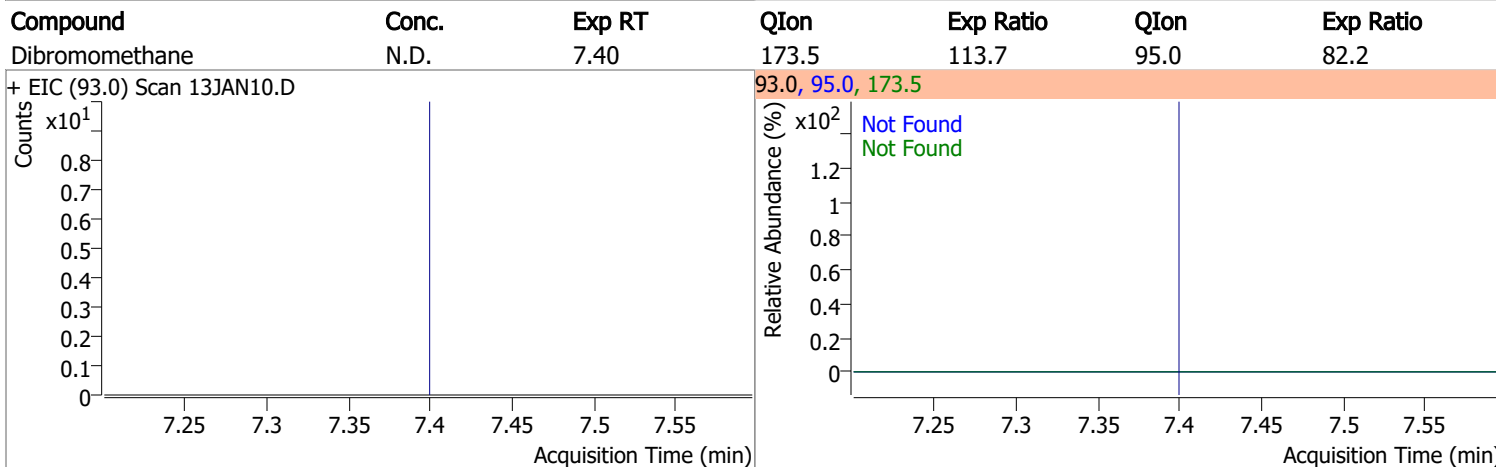 Compound Conc. Exp RT QIon Exp Ratio QIon Exp Ratio
Dibromomethane N.D. 7.40 173.5 113.7 95.0 82.2
+ EIC (93.0) Scan 13JAN10.D
Counts
x10¹
0.8
0.7
0.6
0.5
0.4
0.3
0.2
0.1
0
7.25 7.3 7.35 7.4 7.45 7.5 7.55
Acquisition Time (min)
93.0, 95.0, 173.5
Relative Abundance (%)
x10²
Not Found
Not Found
1.2
1
0.8
0.6
0.4
0.2
0
7.25 7.3 7.35 7.4 7.45 7.5 7.55
Acquisition Time (min)